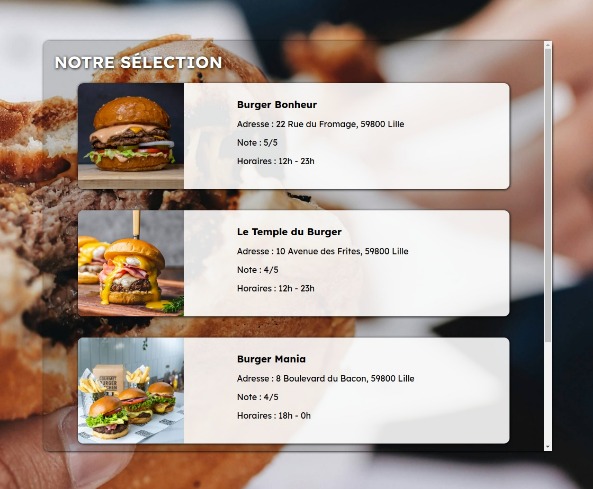 NOTRE SÉLECTION
Burger Bonheur
Adresse : 22 Rue du Fromage, 59800 Lille
Note : 5/5
Horaires : 12h - 23h
Le Temple du Burger
Adresse : 10 Avenue des Frites, 59800 Lille
Note : 4/5
Horaires : 12h - 23h
Burger Mania
Adresse : 8 Boulevard du Bacon, 59800 Lille
Note : 4/5
Horaires : 18h - 0h